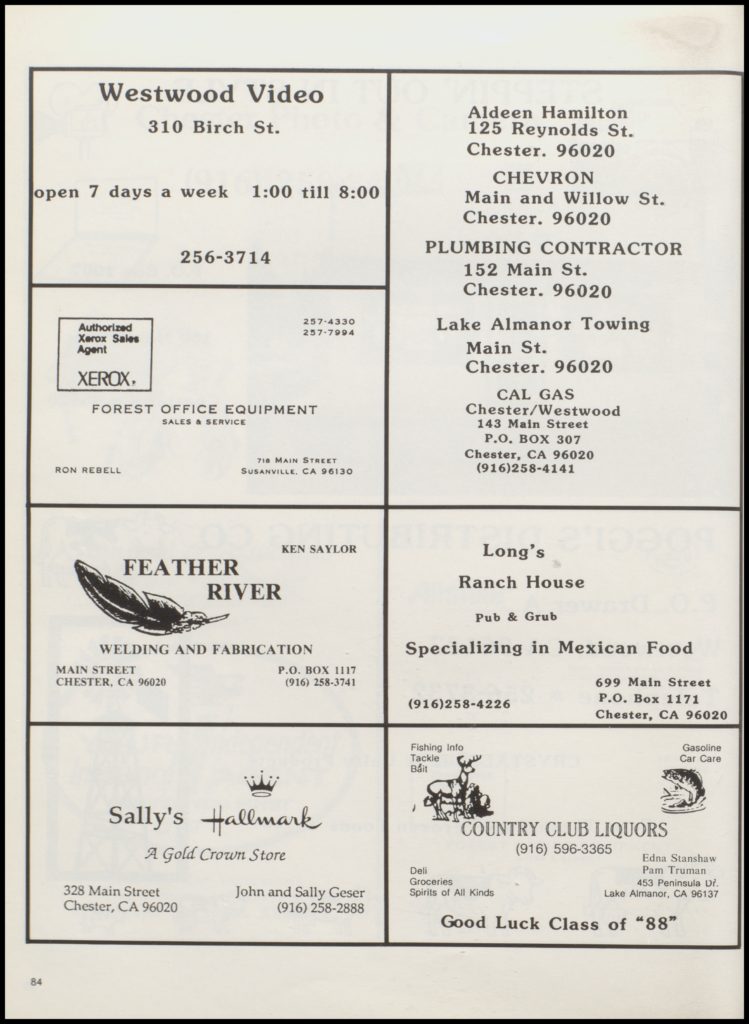 Westwood Video
310 Birch St.
open 7 days a week 1:00 till 8:00
256-3714
Aldeen Hamilton
125 Reynolds St.
Chester. 96020
CHEVRON
Main and Willow St.
Chester. 96020
PLUMBING CONTRACTOR
152 Main St.
Chester. 96020
Lake Almanor Towing
Main St.
Chester. 96020
CAL GAS
Chester/Westwood
143 Main Street
P.O. BOX 307
Chester, CA 96020
(916)258-4141
Authorized
Xerox Sales
Agent
XEROX
257-4330
257-7994
FOREST OFFICE EQUIPMENT
SALES & SERVICE
RON REBELL
718 MAIN STREET
SUSANVILLE, CA 96130
KEN SAYLOR
FEATHER
RIVER
WELDING AND FABRICATION
MAIN STREET
CHESTER, CA 96020
P.O. BOX 1117
(916) 258-3741
Long's
Ranch House
Pub & Grub
Specializing in Mexican Food
(916)258-4226
699 Main Street
P.O. Box 1171
Chester, CA 96020
Sally's Hallmark
A Gold Crown Store
328 Main Street
Chester, CA 96020
John and Sally Geser
(916) 258-2888
Fishing Info
Tackle
Bait
Gasoline
Car Care
COUNTRY CLUB LIQUORS
(916) 596-3365
Deli
Groceries
Spirits of All Kinds
Edna Stanshaw
Pam Truman
453 Peninsula Dr.
Lake Almanor, CA 96137
Good Luck Class of "88"
84